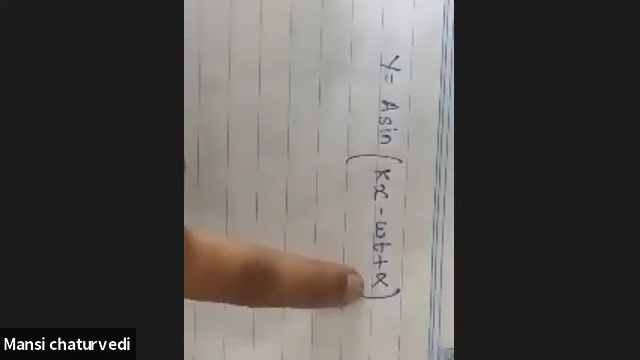 y = A sin (kx - ωt + α)
Mansi chaturvedi